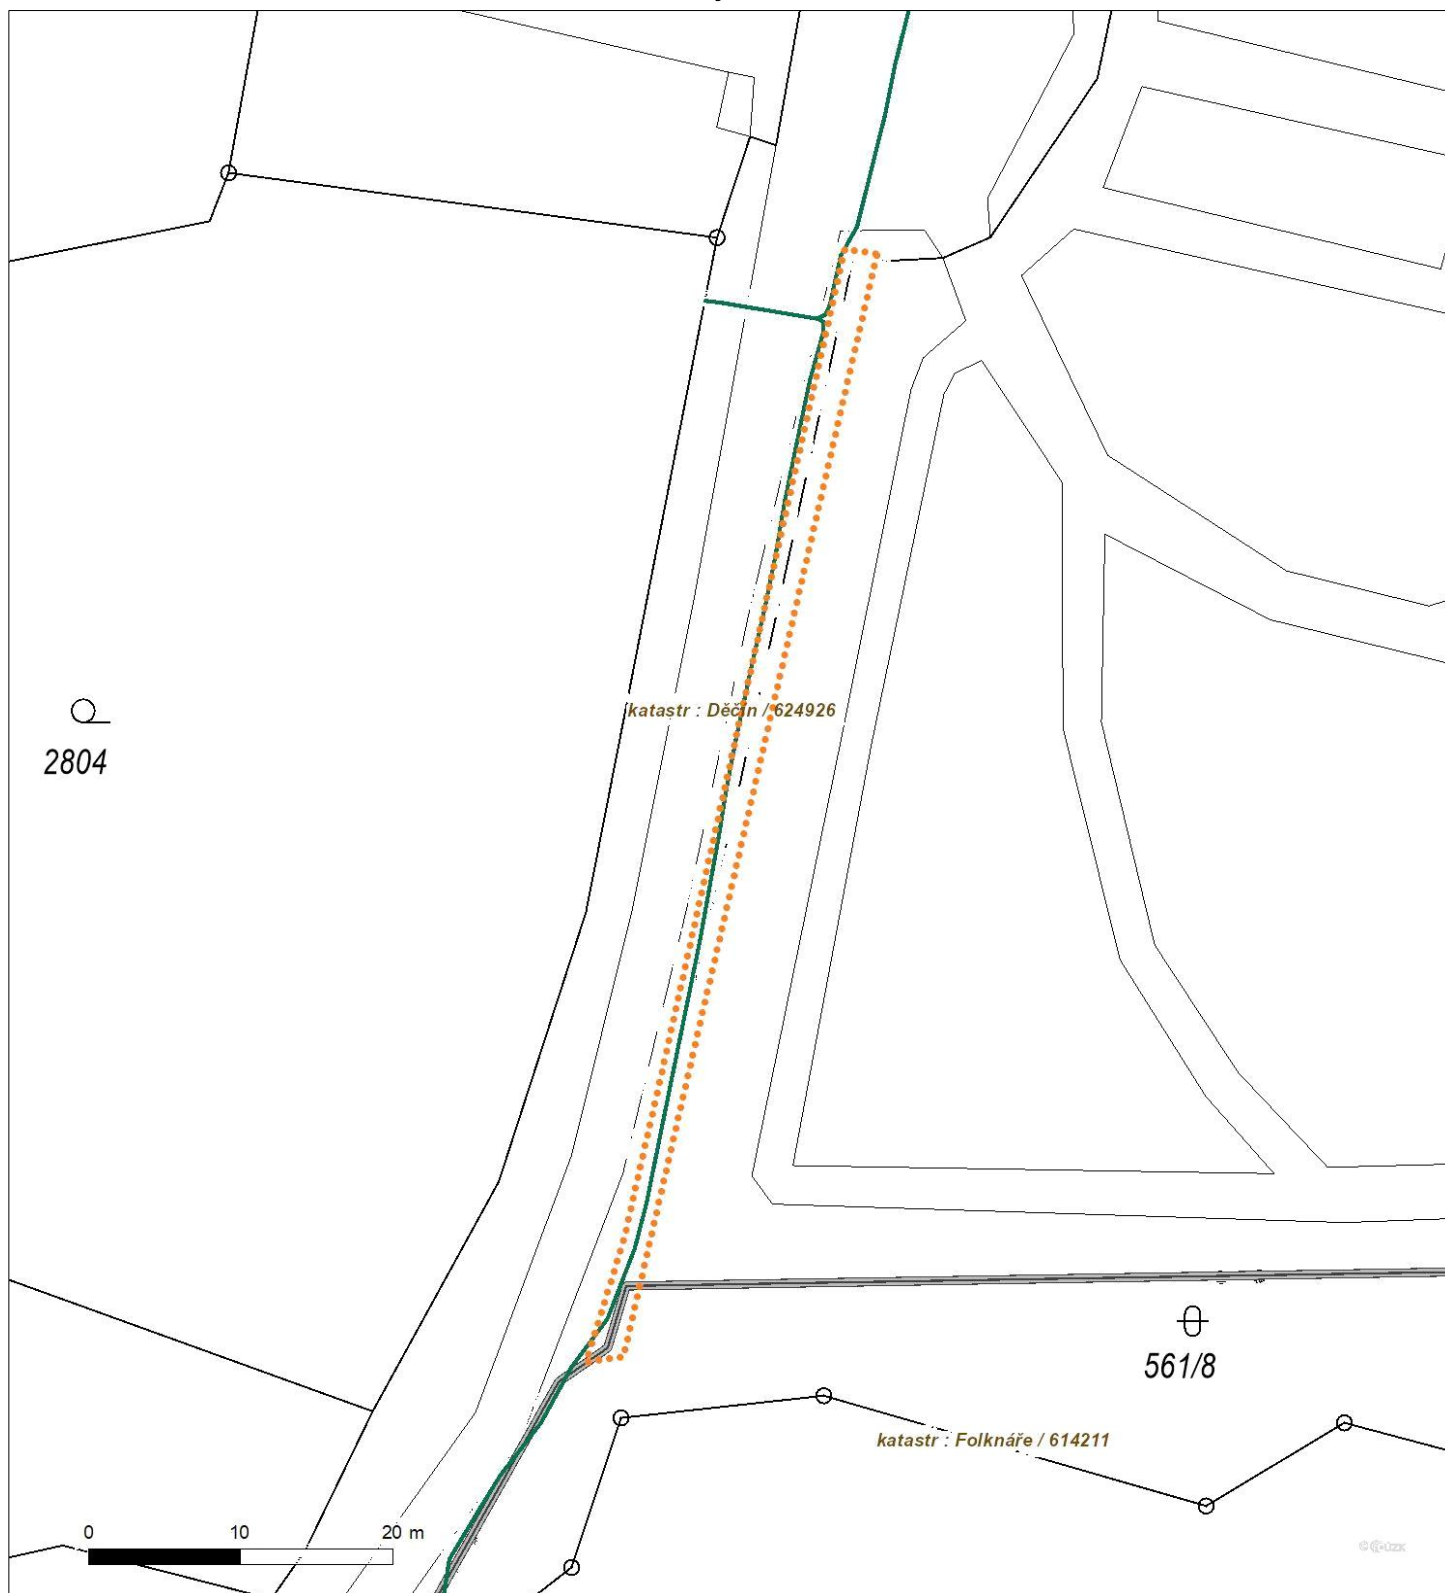 katastr : Děčín / 624926
2804
561/8
katastr : Folknáře / 614211
0 10 20 m